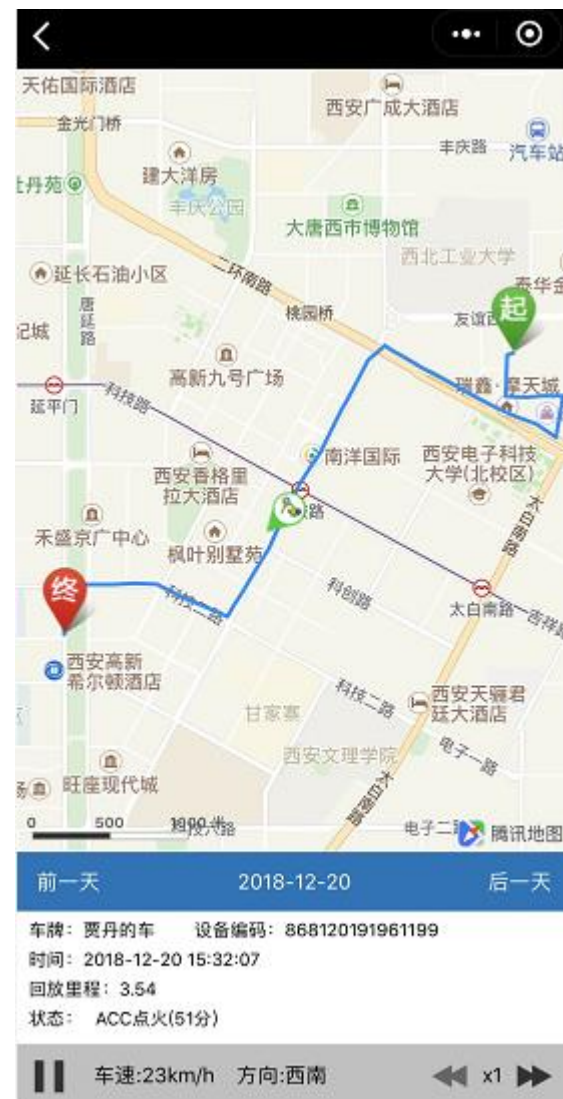 天佑国际酒店
西安广成大酒店
金光门桥
丰庆路
汽车站
建大洋房
牡丹苑
丰庆公园
大唐西市博物馆
西北工业大学
延长石油小区
二环南路
泰华金
唐延路
桃园桥
友谊西
起
纪城
高新九号广场
瑞鑫·摩天城
延平门
科技路
南洋国际
西安电子科技
大学(北校区)
西安香格里
拉大酒店
路
太白南路
禾盛京广中心
枫叶别墅苑
终
科技二路
科创路
太白南路
吉祥路
西安高新
希尔顿酒店
科技二路
西安天骊君
廷大酒店
甘家寨
电子一路
西安文理学院
旺座现代城
场
太白南路
0 500 1000 米
科技六路
电子二
腾讯地图
前一天 2018-12-20 后一天
车牌: 贾丹的车 设备编码: 868120191961199
时间: 2018-12-20 15:32:07
回放里程: 3.54
状态: ACC点火(51分)
车速:23km/h 方向:西南 x1